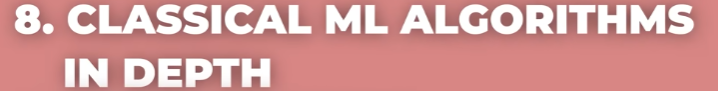 8. CLASSICAL ML ALGORITHMS
IN DEPTH